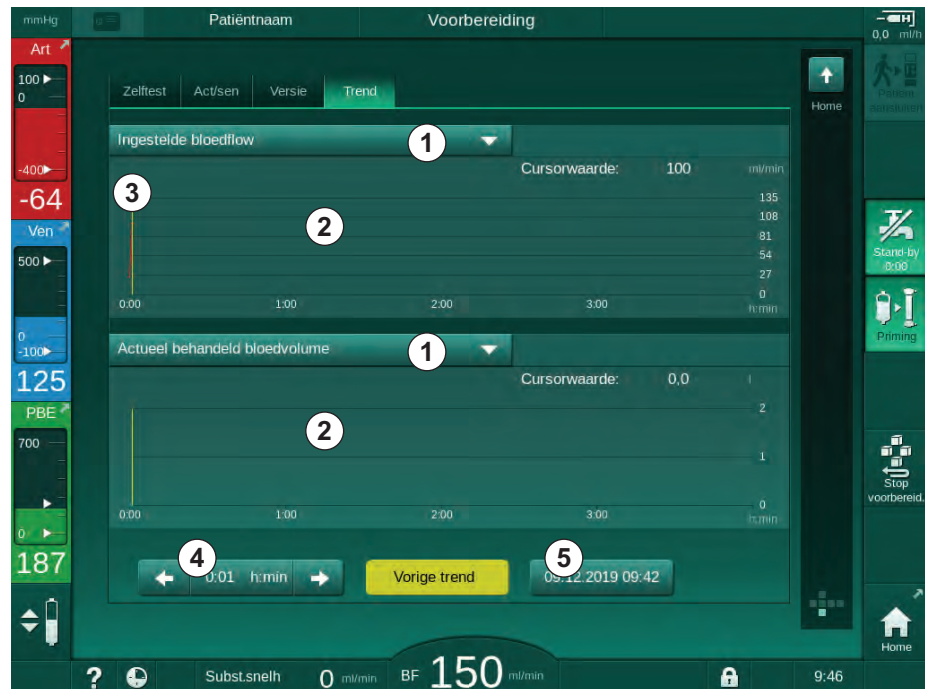 mmHg
Patiëntnaam
Voorbereiding
0,0 ml/h
Art
100
0
-400
-64
Ven
500
0
-100
125
PBE
700
0
187
Zelftest Act/sen Versie Trend
Home
Ingestelde bloedflow
1
Cursorwaarde: 100 ml/min
3
2
135
108
81
54
27
0
0:00 1:00 2:00 3:00 h:min
Actueel behandeld bloedvolume
1
Cursorwaarde: 0,0 l
2
2
1
0
0:00 1:00 2:00 3:00 h:min
4
5
0:01 h:min
Vorige trend
09.12.2019 09:42
Patiënt
Stand-by
0:00
Priming
Stop
voorbereid.
Home
? Subst.snelh 0 ml/min BF 150 ml/min 9:46